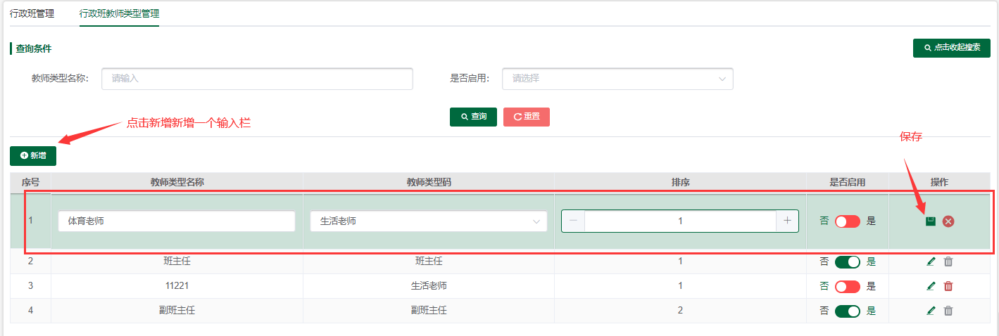 行政班管理 行政班教师类型管理
查询条件 点击收起搜索
教师类型名称： 请输入 是否启用： 请选择
查询 重置
点击新增新增一个输入栏
保存
新增
序号 教师类型名称 教师类型码 排序 是否启用 操作
1 体育老师 生活老师 1 否 是
2 班主任 班主任 1 否 是
3 11221 生活老师 1 否 是
4 副班主任 副班主任 2 否 是